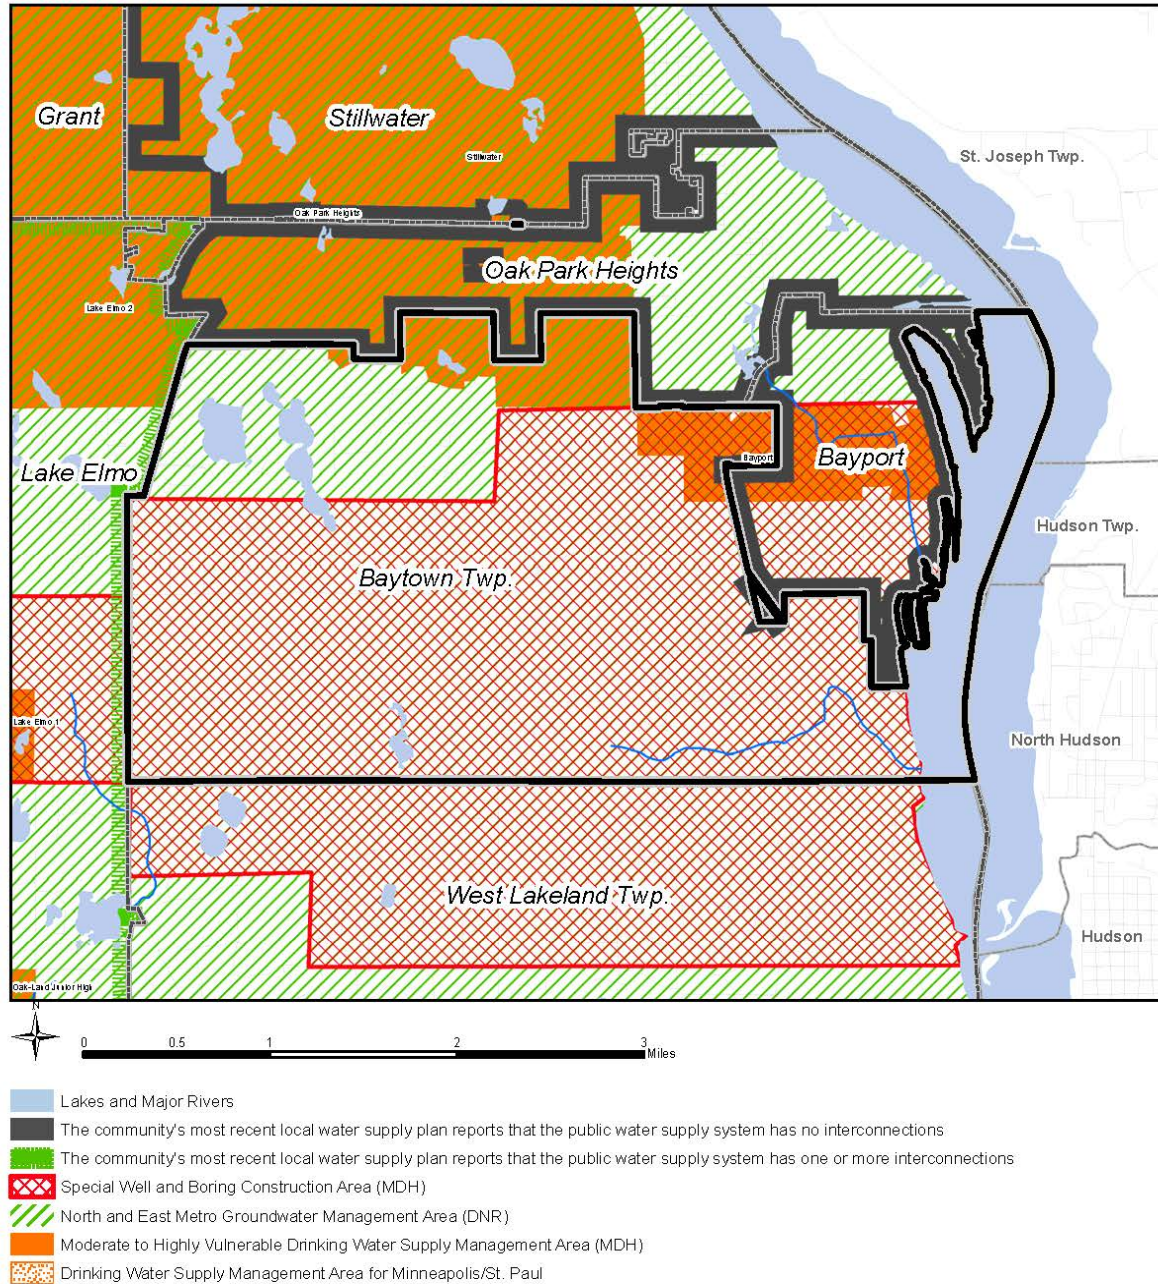 Grant
Stillwater
Stillwater
St. Joseph Twp.
Oak Park Heights
Oak Park Heights
Lake Elmo 2
Lake Elmo
Bayport
Bayport
Hudson Twp.
Baytown Twp.
Lake Elmo 1
North Hudson
West Lakeland Twp.
Hudson
Oak-Land Junior High
N
0 0.5 1 2 3 Miles
Lakes and Major Rivers
The community's most recent local water supply plan reports that the public water supply system has no interconnections
The community's most recent local water supply plan reports that the public water supply system has one or more interconnections
Special Well and Boring Construction Area (MDH)
North and East Metro Groundwater Management Area (DNR)
Moderate to Highly Vulnerable Drinking Water Supply Management Area (MDH)
Drinking Water Supply Management Area for Minneapolis/St. Paul